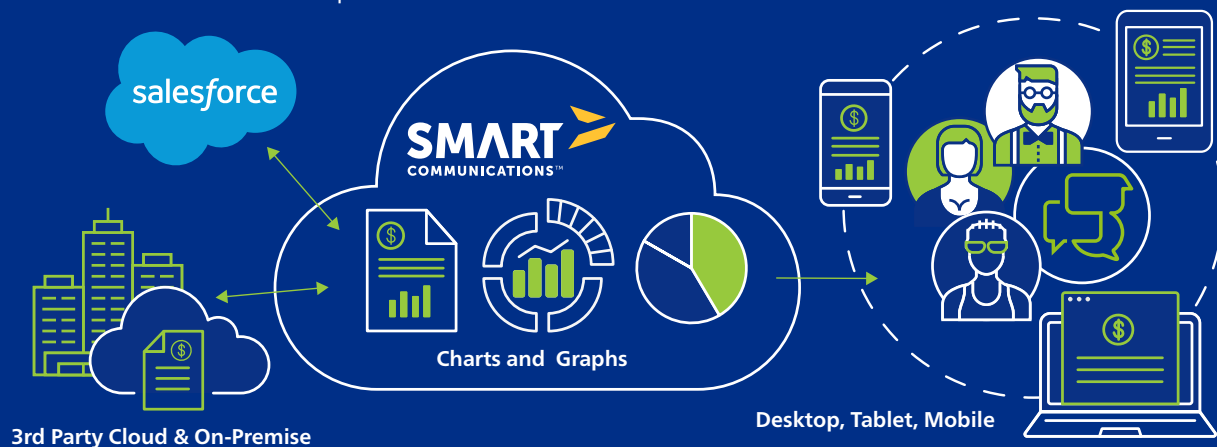 salesforce
SMART
COMMUNICATIONS™
$
$
$
$
$
Charts and Graphs
3rd Party Cloud & On-Premise
Desktop, Tablet, Mobile